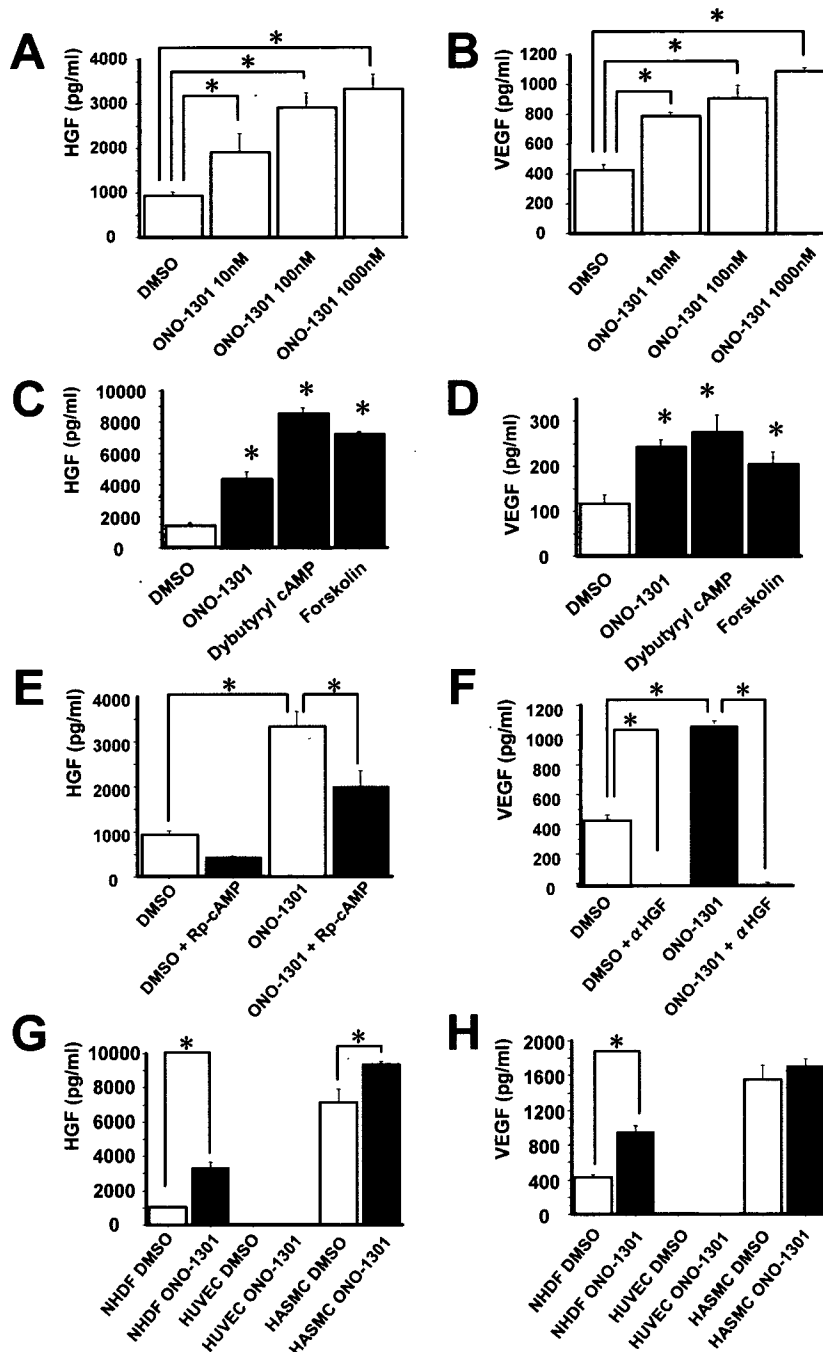 A
HGF (pg/ml)
4000
3000
2000
1000
0
*
*
*
DMSO
ONO-1301 10nM
ONO-1301 100nM
ONO-1301 1000nM
B
VEGF (pg/ml)
1200
1000
800
600
400
200
0
*
*
*
DMSO
ONO-1301 10nM
ONO-1301 100nM
ONO-1301 1000nM
C
HGF (pg/ml)
10000
8000
6000
4000
2000
0
*
*
*
DMSO
ONO-1301
Dybutyryl cAMP
Forskolin
D
VEGF (pg/ml)
300
200
100
0
*
*
*
DMSO
ONO-1301
Dybutyryl cAMP
Forskolin
E
HGF (pg/ml)
4000
3000
2000
1000
0
*
*
DMSO
DMSO + Rp-cAMP
ONO-1301
ONO-1301 + Rp-cAMP
F
VEGF (pg/ml)
1200
1000
800
600
400
200
0
*
*
*
DMSO
DMSO + α HGF
ONO-1301
ONO-1301 + α HGF
G
HGF (pg/ml)
10000
8000
6000
4000
2000
0
*
*
NHDF DMSO
NHDF ONO-1301
HUVEC DMSO
HUVEC ONO-1301
HASMC DMSO
HASMC ONO-1301
H
VEGF (pg/ml)
2000
1600
1200
800
400
0
*
NHDF DMSO
NHDF ONO-1301
HUVEC DMSO
HUVEC ONO-1301
HASMC DMSO
HASMC ONO-1301